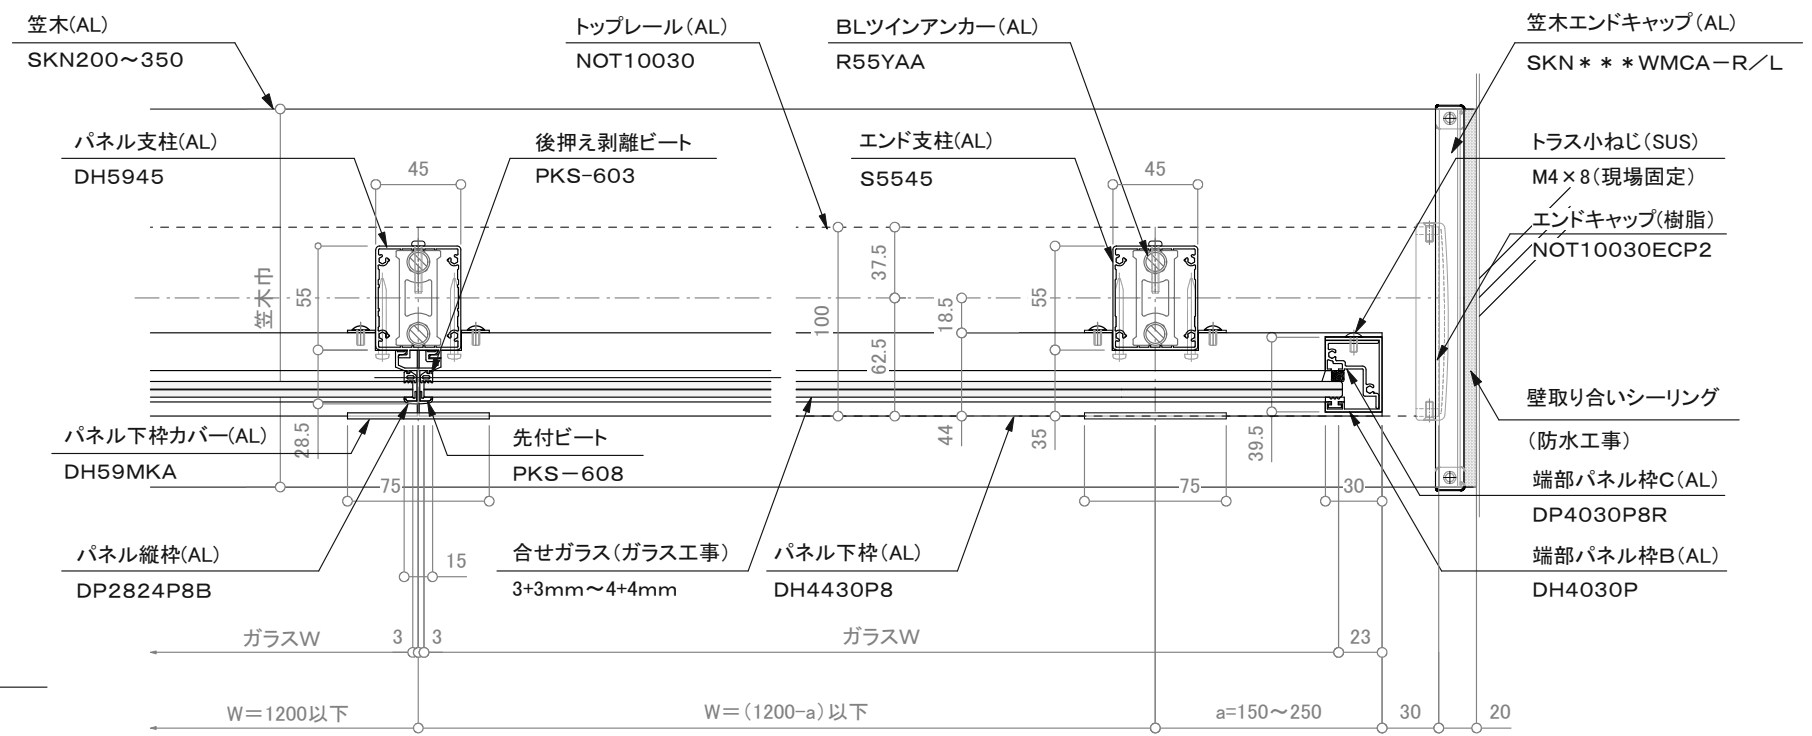 笠木(AL)
SKN200～350
トップレール(AL)
NOT10030
BLツインアンカー(AL)
R55YAA
笠木エンドキャップ(AL)
SKN＊＊＊WMCA－R／L
パネル支柱(AL)
DH5945
後押え剥離ビート
PKS-603
エンド支柱(AL)
S5545
トラス小ねじ(SUS)
M4×8(現場固定)
エンドキャップ(樹脂)
NOT10030ECP2
45
45
笠木巾
55
28.5
100
37.5
62.5
18.5
44
55
35
39.5
壁取り合いシーリング
(防水工事)
パネル下枠カバー(AL)
DH59MKA
先付ビート
PKS－608
75
75
30
端部パネル枠C(AL)
DP4030P8R
パネル縦枠(AL)
DP2824P8B
15
合せガラス(ガラス工事)
3+3mm～4+4mm
パネル下枠(AL)
DH4430P8
端部パネル枠B(AL)
DH4030P
ガラスW
3
3
ガラスW
23
W＝1200以下
W＝(1200-a)以下
a=150～250
30
20